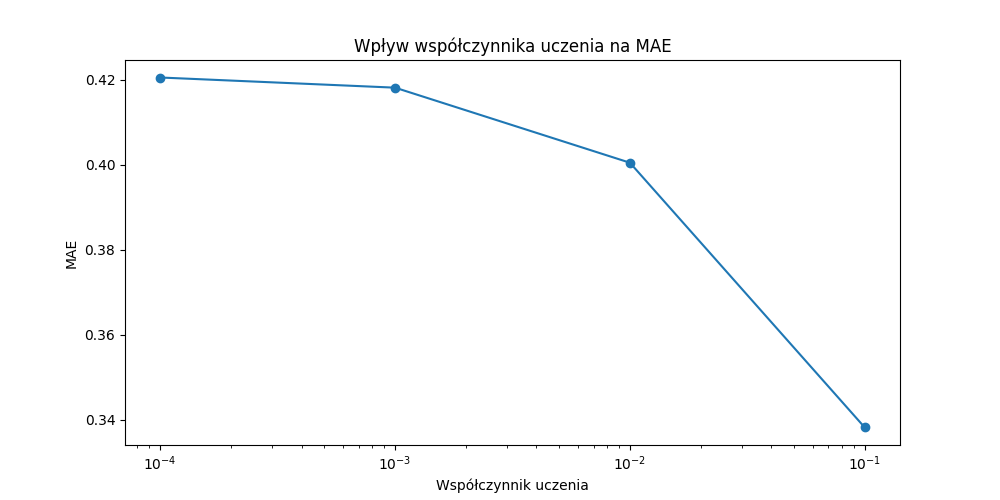 Wpływ współczynnika uczenia na MAE
MAE
0.42
0.40
0.38
0.36
0.34
10⁻⁴ 10⁻³ 10⁻² 10⁻¹
Współczynnik uczenia